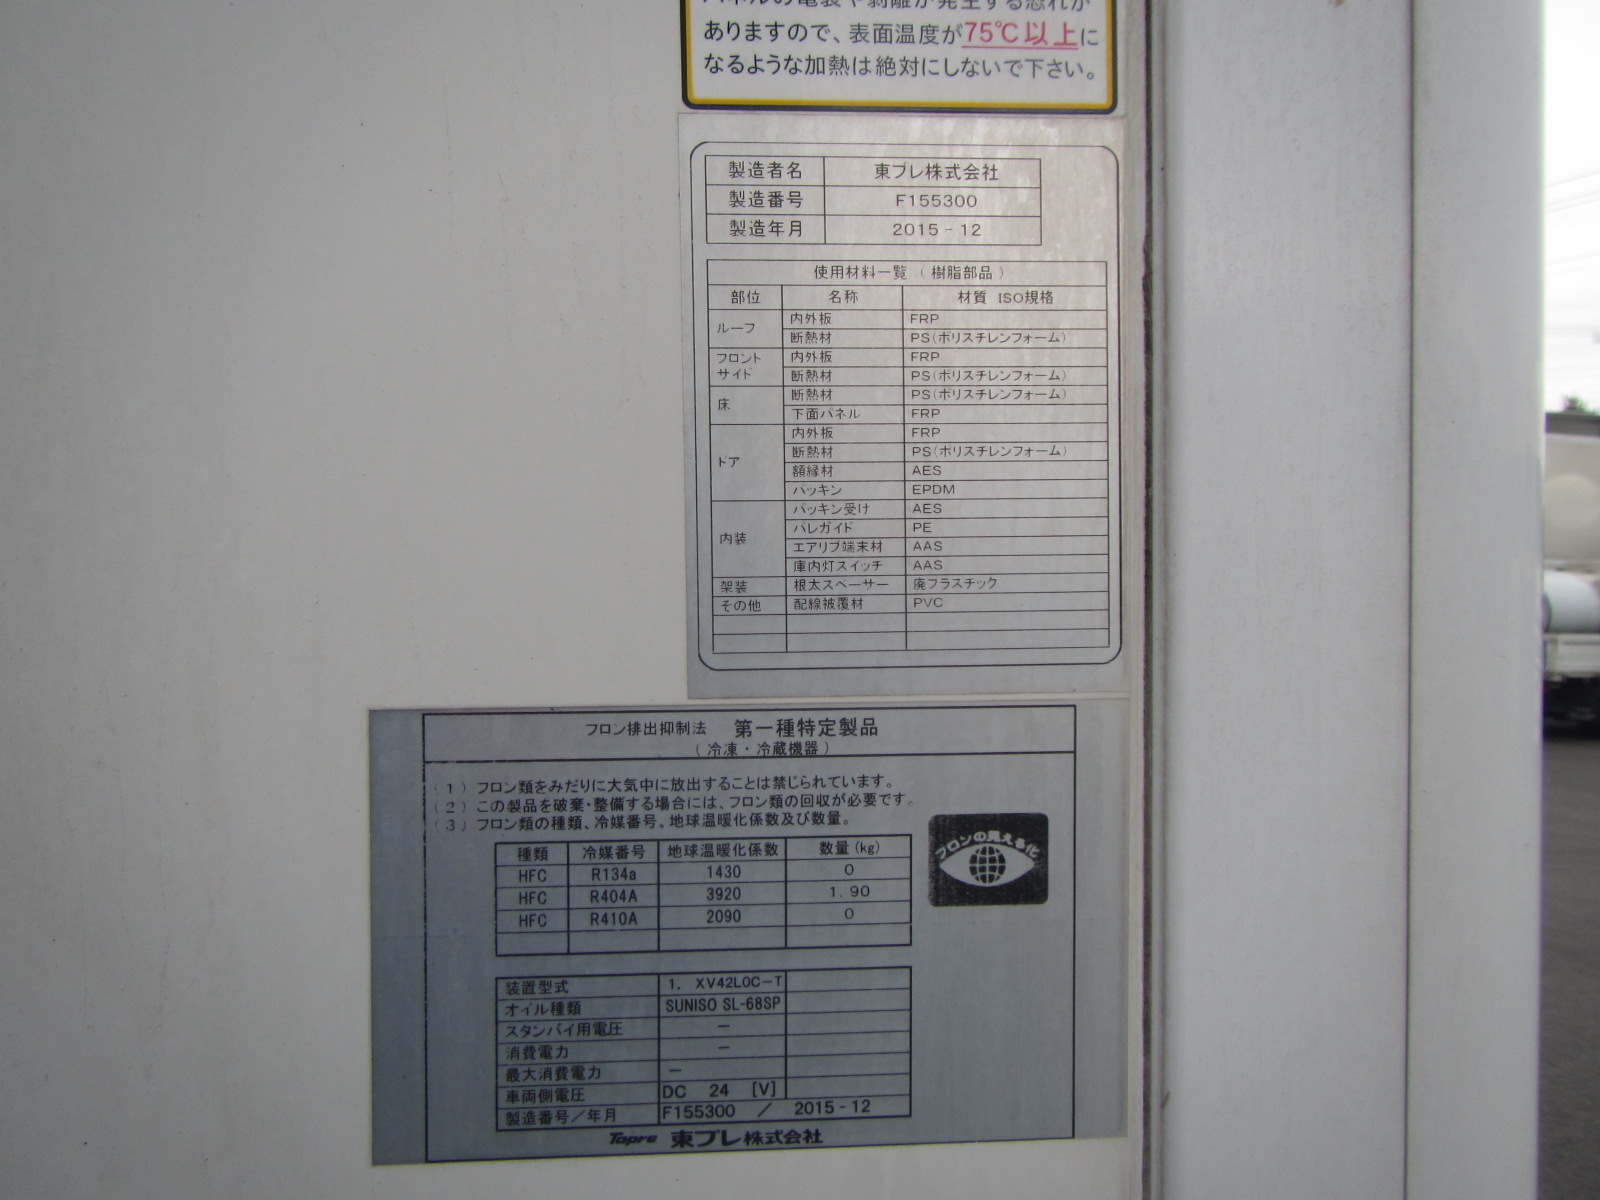 パネルの電装や剥離が発生する恐れが
ありますので、表面温度が75℃以上に
なるような加熱は絶対にしないで下さい。
製造者名 東プレ株式会社
製造番号 F155300
製造年月 2015-12
使用材料一覧（樹脂部品）
部位 名称 材質 ISO規格
ルーフ 内外板 FRP
断熱材 PS(ポリスチレンフォーム)
フロント サイド 内外板 FRP
断熱材 PS(ポリスチレンフォーム)
床 断熱材 PS(ポリスチレンフォーム)
下面パネル FRP
ドア 内外板 FRP
断熱材 PS(ポリスチレンフォーム)
額縁材 AES
パッキン EPDM
内装 パッキン受け AES
パレガイド PE
エアリブ端末材 AAS
庫内灯スイッチ AAS
架装 根太スペーサー 廃プラスチック
その他 配線被覆材 PVC
フロン排出抑制法 第一種特定製品
（冷凍・冷蔵機器）
(1) フロン類をみだりに大気中に放出することは禁じられています。
(2) この製品を破棄・整備する場合には、フロン類の回収が必要です。
(3) フロン類の種類、冷媒番号、地球温暖化係数及び数量。
フロンの見える化
種類 冷媒番号 地球温暖化係数 数量(kg)
HFC R134a 1430 0
HFC R404A 3920 1.90
HFC R410A 2090 0
装置型式 1. XV42LOC-T
オイル種類 SUNISO SL-68SP
スタンバイ用電圧 －
消費電力 －
最大消費電力 －
車両側電圧 DC 24 [V]
製造番号／年月 F155300 ／ 2015-12
Topre 東プレ株式会社